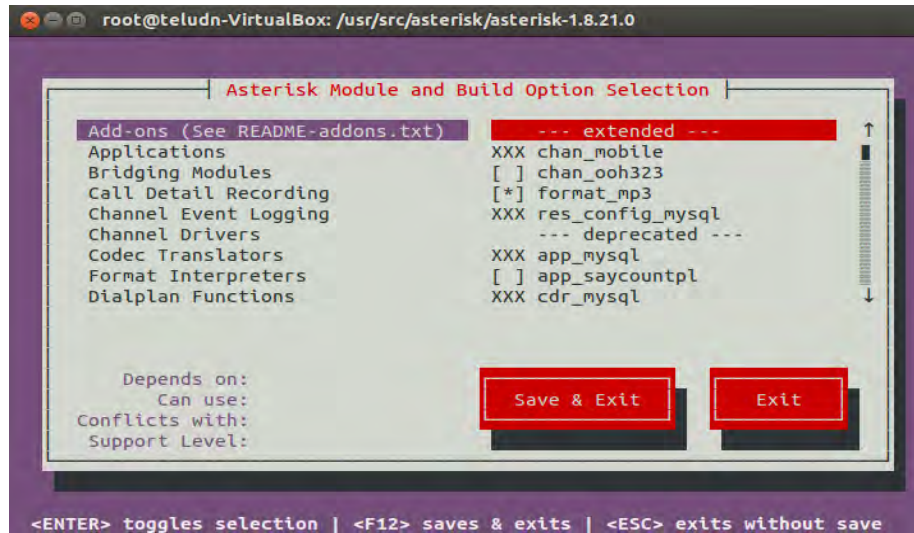 root@teludn-VirtualBox: /usr/src/asterisk/asterisk-1.8.21.0
Asterisk Module and Build Option Selection
Add-ons (See README-addons.txt) --- extended ---
Applications XXX chan_mobile
Bridging Modules [ ] chan_ooh323
Call Detail Recording [*] format_mp3
Channel Event Logging XXX res_config_mysql
Channel Drivers --- deprecated ---
Codec Translators XXX app_mysql
Format Interpreters [ ] app_saycountpl
Dialplan Functions XXX cdr_mysql
Depends on:
Can use: Save & Exit Exit
Conflicts with:
Support Level:
<ENTER> toggles selection | <F12> saves & exits | <ESC> exits without save